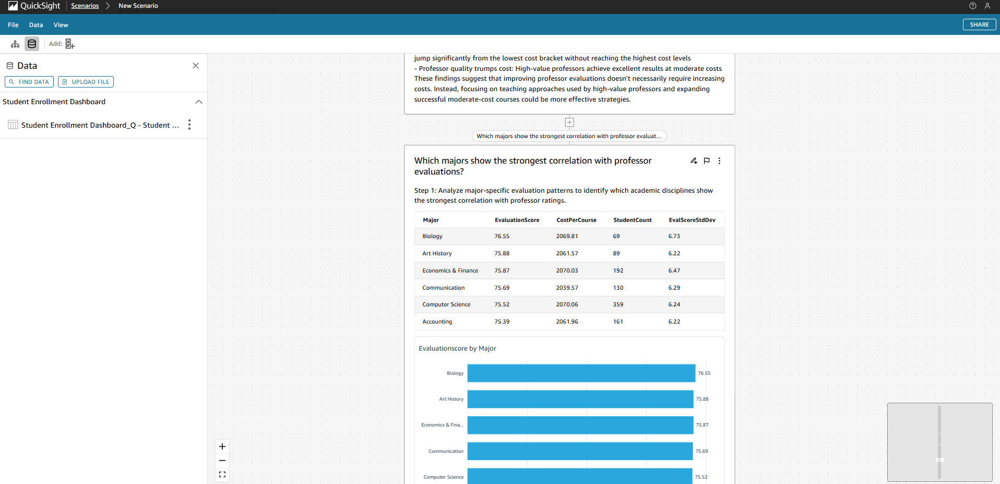 QuickSight Scenarios New Scenario
File Data View SHARE
Add:
Data
FIND DATA UPLOAD FILE
Student Enrollment Dashboard
Student Enrollment Dashboard_Q - Student ...
jump significantly from the lowest cost bracket without reaching the highest cost levels
- Professor quality trumps cost: High-value professors achieve excellent results at moderate costs
These findings suggest that improving professor evaluations doesn't necessarily require increasing
costs. Instead, focusing on teaching approaches used by high-value professors and expanding
successful moderate-cost courses could be more effective strategies.
Which majors show the strongest correlation with professor evaluat...
Which majors show the strongest correlation with professor
evaluations?
Step 1: Analyze major-specific evaluation patterns to identify which academic disciplines show
the strongest correlation with professor ratings.
Major EvaluationScore CostPerCourse StudentCount EvalScoreStdDev
Biology 76.55 2069.81 69 6.73
Art History 75.88 2061.57 89 6.22
Economics & Finance 75.87 2070.03 192 6.47
Communication 75.69 2039.57 130 6.29
Computer Science 75.52 2070.06 359 6.24
Accounting 75.39 2061.96 161 6.22
Evaluationscore by Major
Biology 76.55
Art History 75.88
Economics & Fina... 75.87
Communication 75.69
Computer Science 75.52